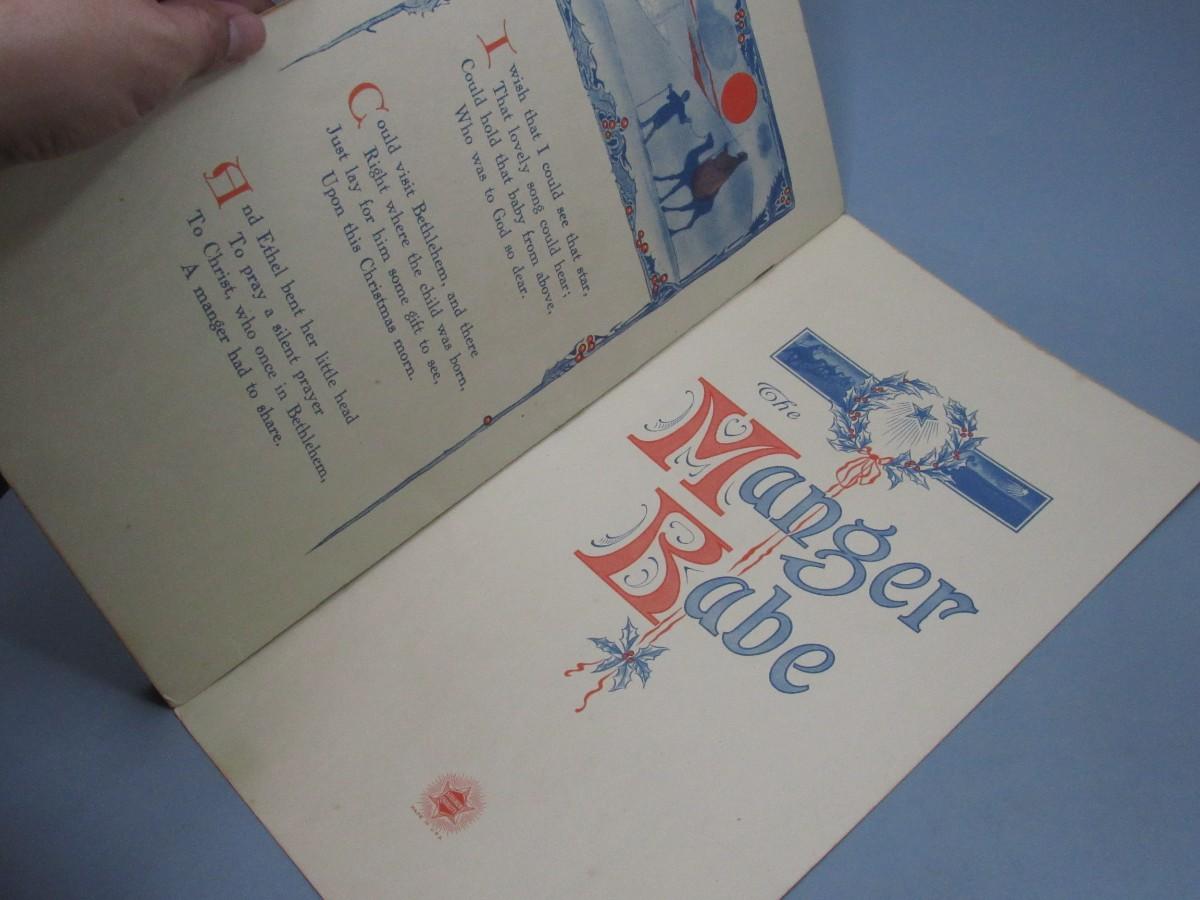 I wish that I could see that star,
That lovely song could hear;
Could hold that baby from above,
Who was to God so dear.
Could visit Bethlehem, and there
Right where the child was born,
Just lay for him some gift to see,
Upon this Christmas morn.
And Ethel bent her little head
To pray a silent prayer
To Christ, who once in Bethlehem,
A manger had to share.
The
Manger
Babe
MADE IN U.S.A.